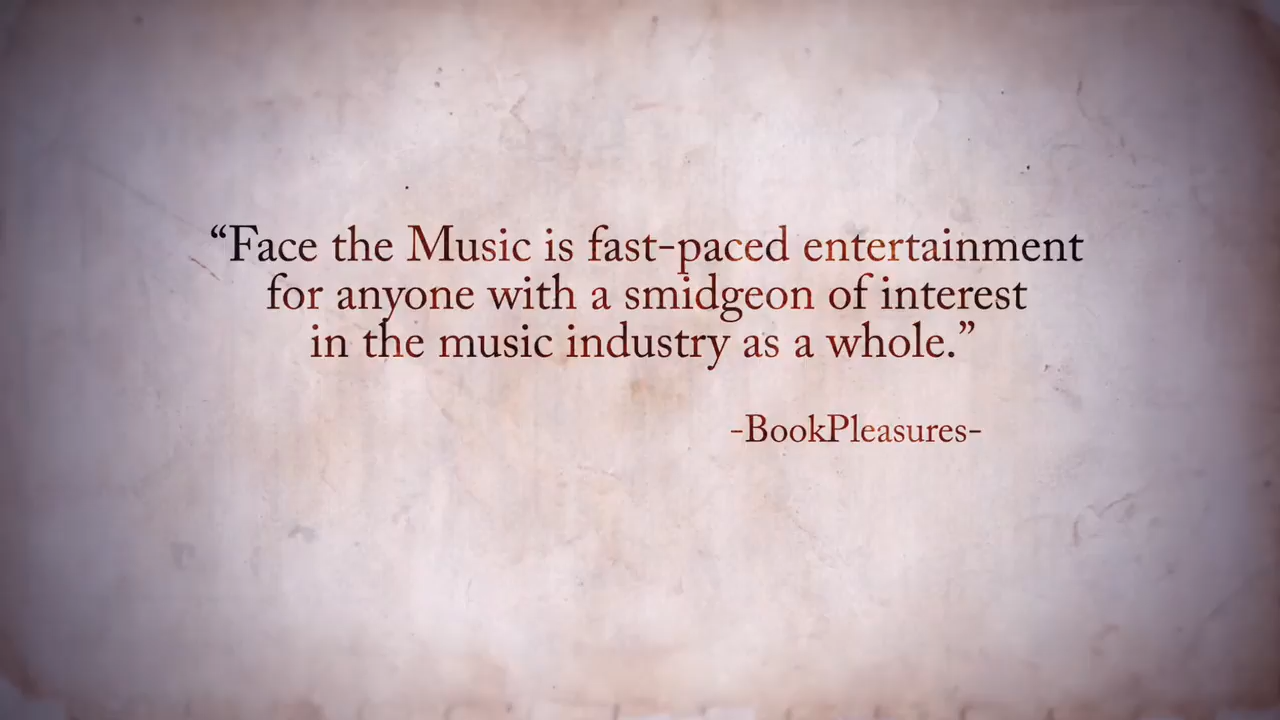 “Face the Music is fast-paced entertainment
for anyone with a smidgeon of interest
in the music industry as a whole.”
-BookPleasures-